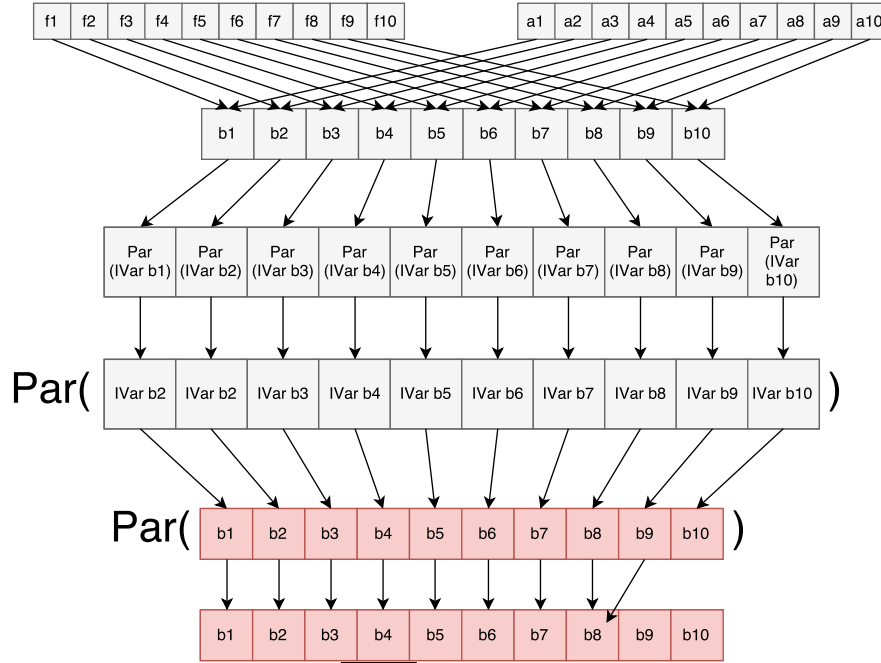 f1 f2 f3 f4 f5 f6 f7 f8 f9 f10 a1 a2 a3 a4 a5 a6 a7 a8 a9 a10
b1 b2 b3 b4 b5 b6 b7 b8 b9 b10
Par Par Par Par Par Par Par Par Par Par
(IVar b1) (IVar b2) (IVar b3) (IVar b4) (IVar b5) (IVar b6) (IVar b7) (IVar b8) (IVar b9) (IVar
b10)
Par( IVar b2 IVar b2 IVar b3 IVar b4 IVar b5 IVar b6 IVar b7 IVar b8 IVar b9 IVar b10 )
Par( b1 b2 b3 b4 b5 b6 b7 b8 b9 b10 )
b1 b2 b3 b4 b5 b6 b7 b8 b9 b10